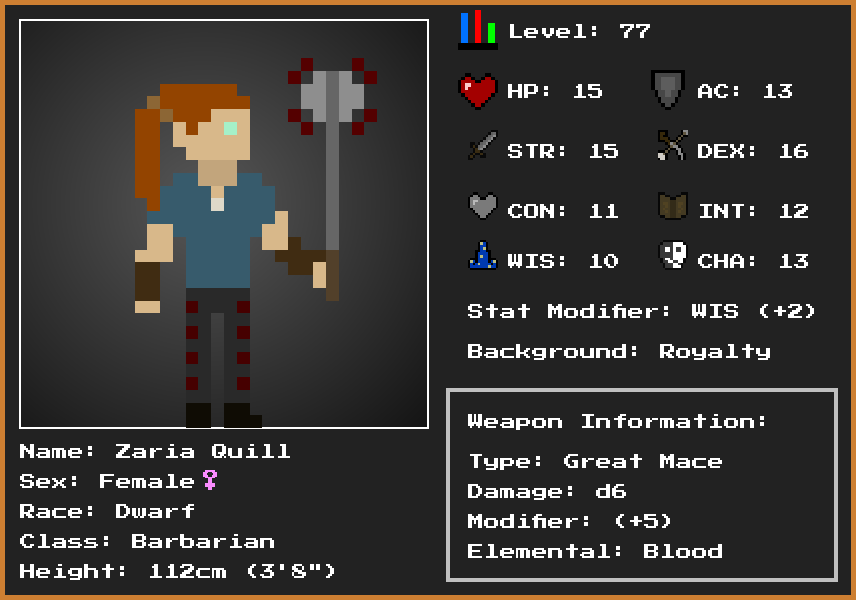 Level: 77
HP: 15
AC: 13
STR: 15
DEX: 16
CON: 11
INT: 12
WIS: 10
CHA: 13
Stat Modifier: WIS (+2)
Background: Royalty
Weapon Information:
Type: Great Mace
Damage: d6
Modifier: (+5)
Elemental: Blood
Name: Zaria Quill
Sex: Female♀
Race: Dwarf
Class: Barbarian
Height: 112cm (3'8")